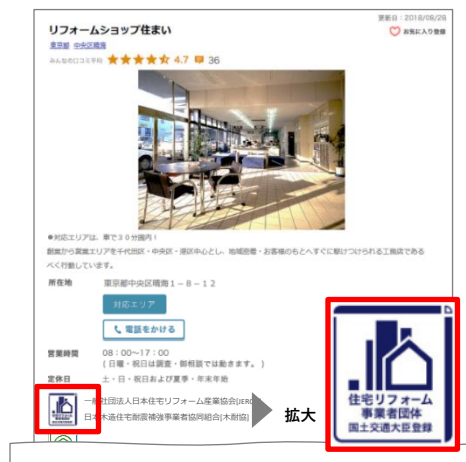 更新日：2018/08/28
リフォームショップ住まい
お気に入り登録
東京都 中央区晴海
みんなの口コミ平均 4.7 36
●対応エリアは、車で３０分圏内！
創業から営業エリアを千代田区・中央区・港区中心とし、地域密着・お客様のもとへすぐに駆けつけられる工務店である
べく行動しています。
所在地 東京都中央区晴海１－８－１２
対応エリア
電話をかける
営業時間 08：00～17：00
( 日曜・祝日は調査・御相談では動きます。 )
定休日 土・日・祝日および夏季・年末年始
一般社団法人日本住宅リフォーム産業協会[JERCO]
日本木造住宅耐震補強事業者協同組合[木耐協]
拡大
住宅リフォーム
事業者団体
国土交通大臣登録